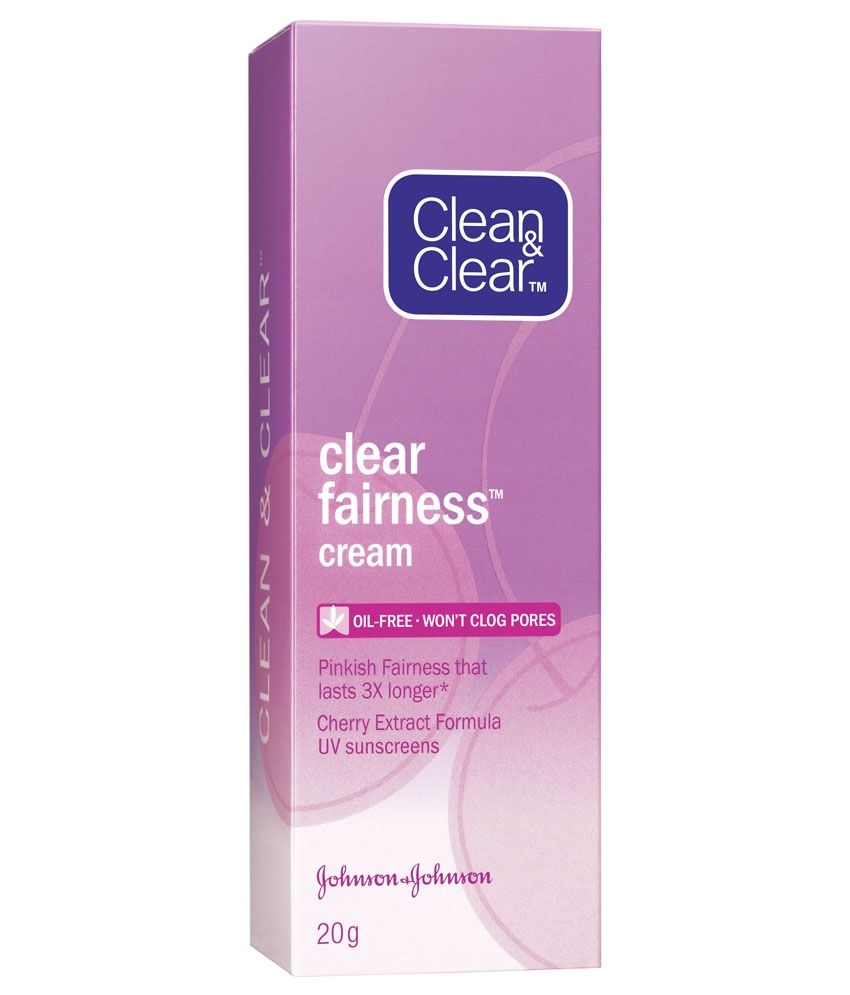 Clean
&
Clear™
clear
fairness™
cream
OIL-FREE · WON'T CLOG PORES
Pinkish Fairness that
lasts 3X longer*
Cherry Extract Formula
UV sunscreens
Johnson & Johnson
20g
CLEAN & CLEAR™